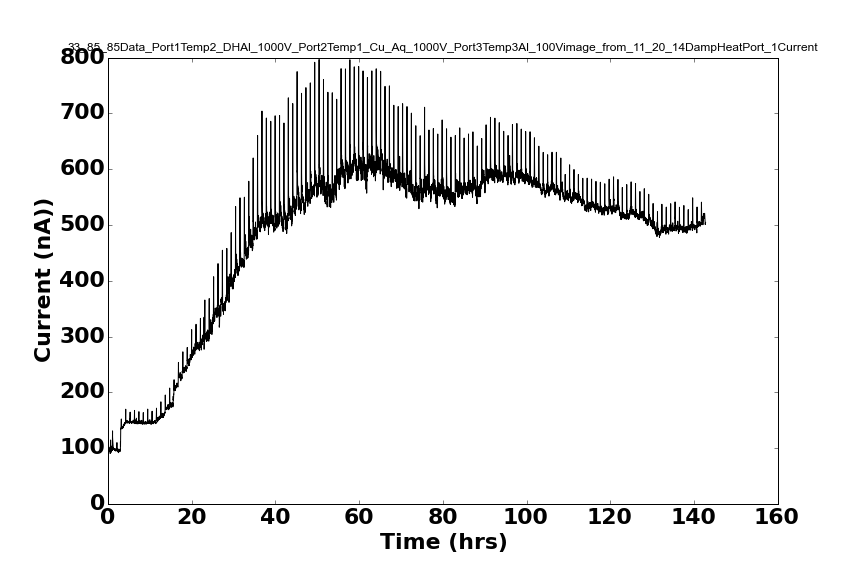 33_85_85Data_Port1Temp2_DHAl_1000V_Port2Temp1_Cu_Aq_1000V_Port3Temp3Al_100Vimage_from_11_20_14DampHeatPort_1Current
800
700
600
500
400
300
200
100
0
Current (nA))
0 20 40 60 80 100 120 140 160
Time (hrs)